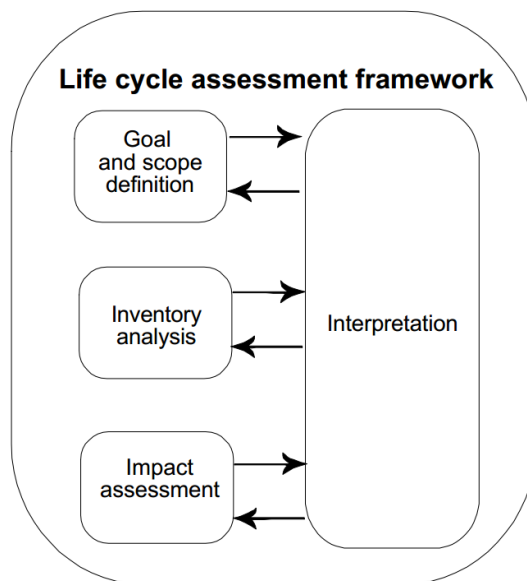 Life cycle assessment framework
Goal
and scope
definition
Inventory
analysis
Interpretation
Impact
assessment